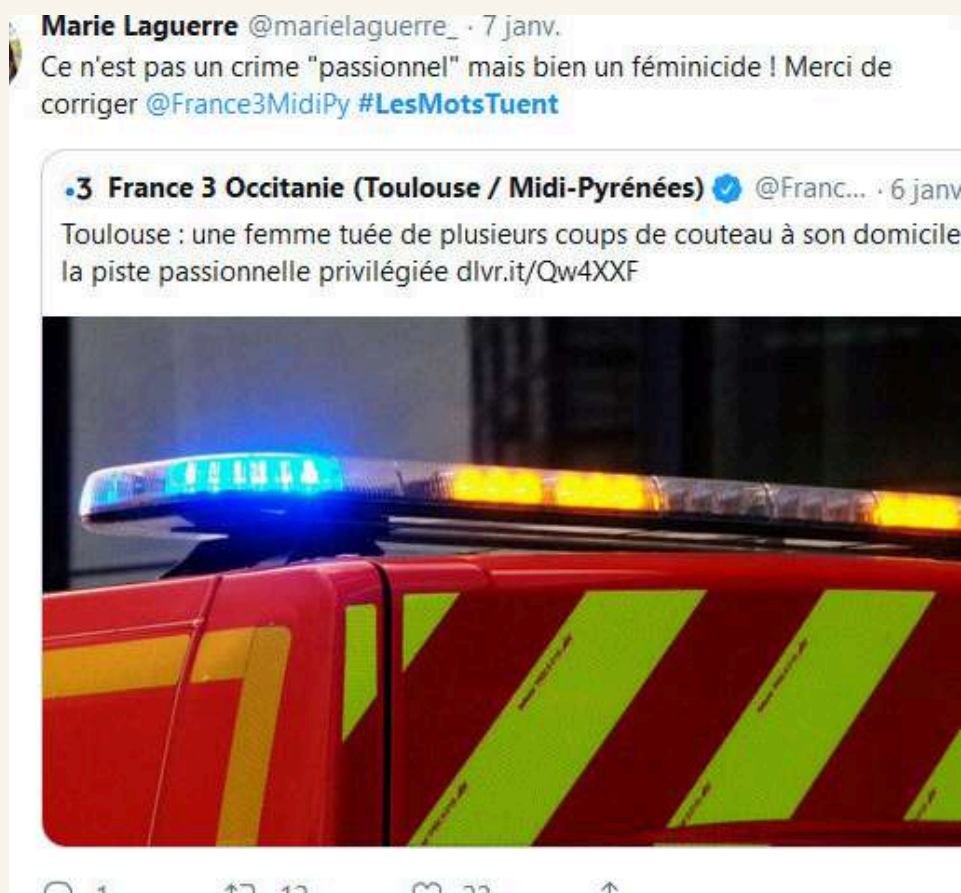 Marie Laguerre @marielaguerre_ · 7 janv.
Ce n'est pas un crime "passionnel" mais bien un féminicide ! Merci de
corriger @France3MidiPy #LesMotsTuent
•3 France 3 Occitanie (Toulouse / Midi-Pyrénées) @Franc... · 6 janv
Toulouse : une femme tuée de plusieurs coups de couteau à son domicile
la piste passionnelle privilégiée dlvr.it/Qw4XXF